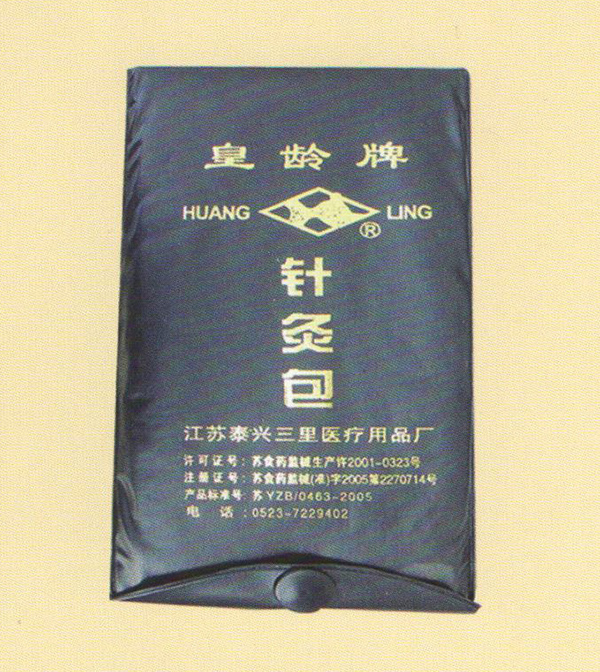 皇龄牌
HUANG LING
®
针灸包
江苏泰兴三里医疗用品厂
许可证号:苏食药监械生产许2001-0323号
注册证号:苏食药监械(准)字2005第2270714号
产品标准号:苏YZB/0463-2005
电 话:0523-7229402